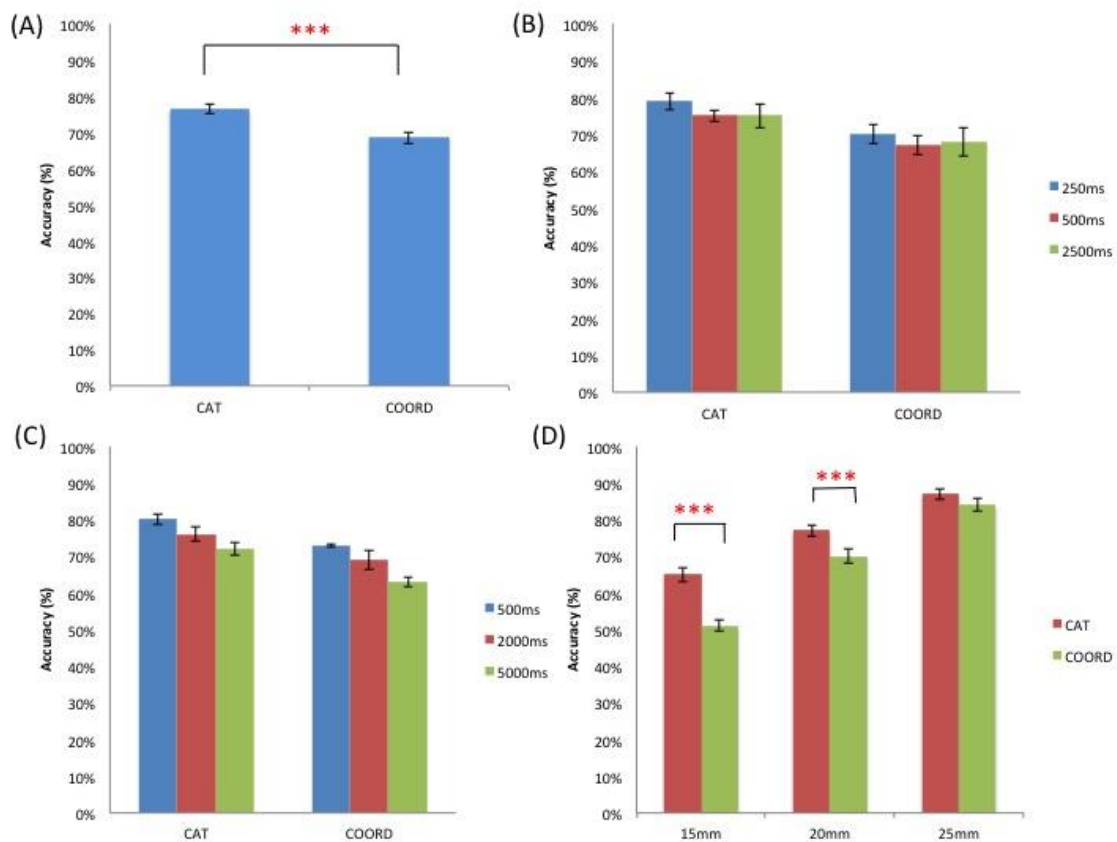 (A)
***
100%
90%
80%
70%
60%
50%
40%
30%
20%
10%
0%
Accuracy (%)
CAT COORD
(B)
100%
90%
80%
70%
60%
50%
40%
30%
20%
10%
0%
Accuracy (%)
CAT COORD
250ms
500ms
2500ms
(C)
100%
90%
80%
70%
60%
50%
40%
30%
20%
10%
0%
Accuracy (%)
CAT COORD
500ms
2000ms
5000ms
(D)
*** ***
100%
90%
80%
70%
60%
50%
40%
30%
20%
10%
0%
Accuracy (%)
15mm 20mm 25mm
CAT
COORD